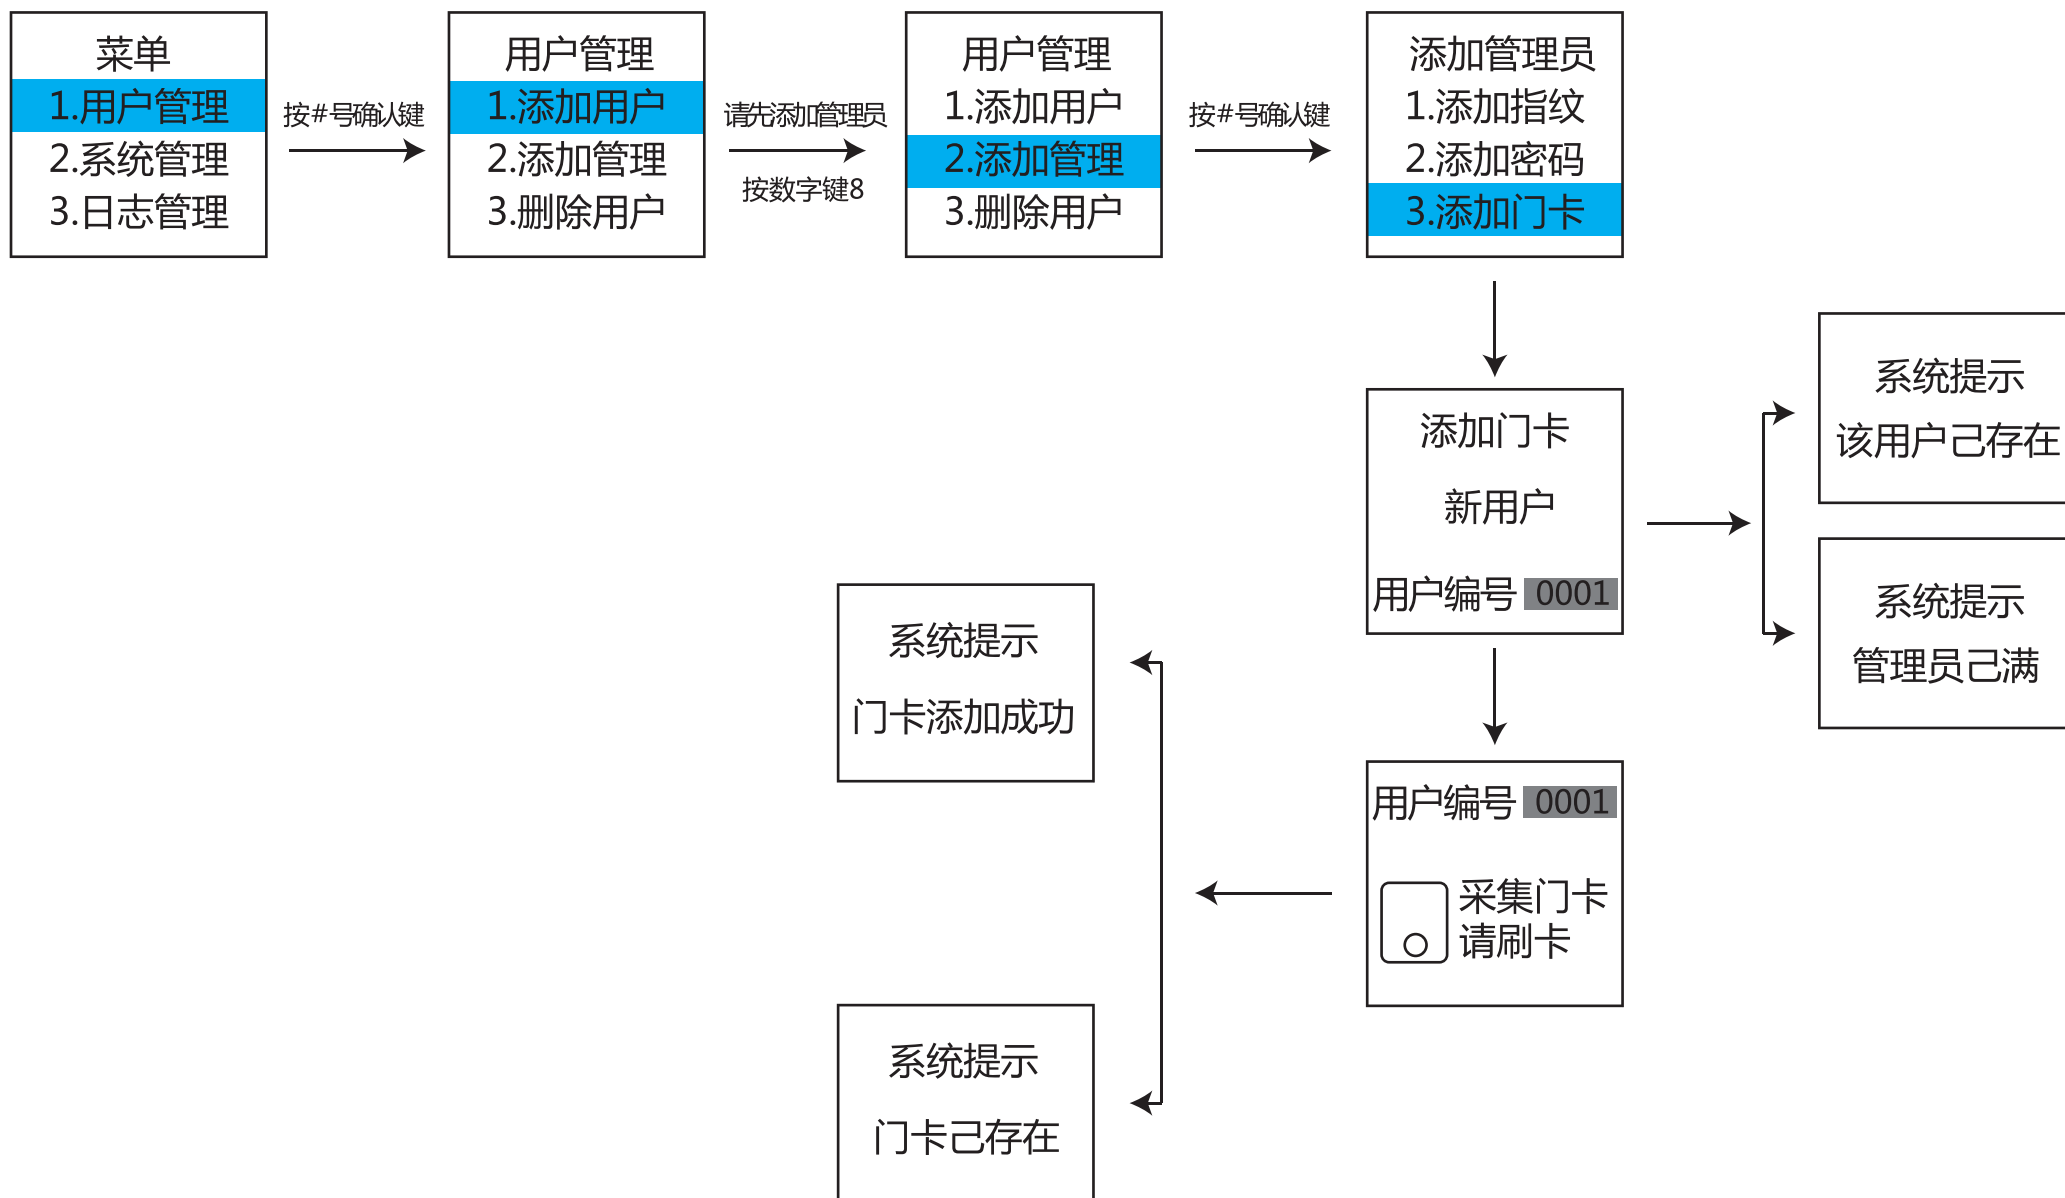 菜单
1.用户管理
2.系统管理
3.日志管理
按#号确认键
用户管理
1.添加用户
2.添加管理
3.删除用户
请先添加管理员
按数字键8
用户管理
1.添加用户
2.添加管理
3.删除用户
按#号确认键
添加管理员
1.添加指纹
2.添加密码
3.添加门卡
添加门卡
新用户
用户编号 0001
系统提示
该用户己存在
系统提示
管理员己满
用户编号 0001
采集门卡
请刷卡
系统提示
门卡添加成功
系统提示
门卡己存在